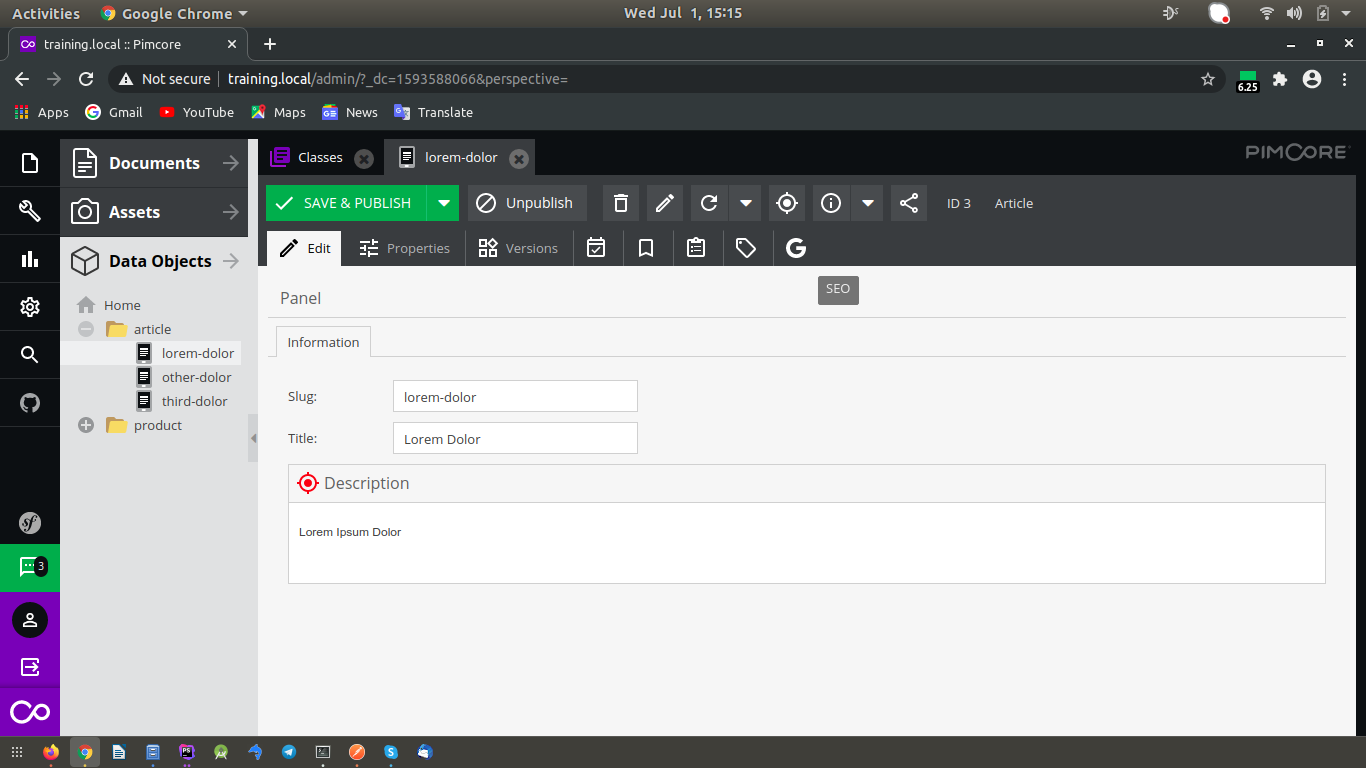 Activities Google Chrome Wed Jul 1, 15:15
training.local :: Pimcore
Not secure training.local/admin/?_dc=1593588066&perspective= 6.25
Apps Gmail YouTube Maps News Translate
Documents
Assets
Data Objects
Home
article
lorem-dolor
other-dolor
third-dolor
product
3
Classes lorem-dolor PIMCORE
SAVE & PUBLISH Unpublish ID 3 Article
Edit Properties Versions
SEO
Panel
Information
Slug: lorem-dolor
Title: Lorem Dolor
Description
Lorem Ipsum Dolor